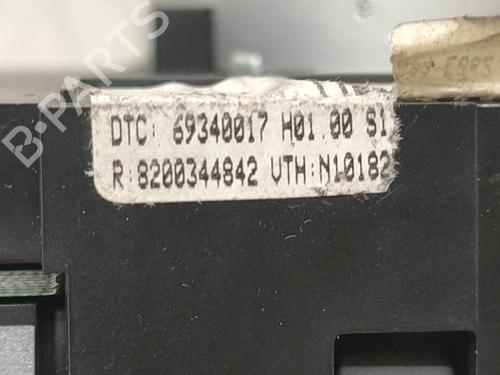 DTC: 69340017 H01.00 S1
R:8200344842 VTH:N10182
B-PARTS